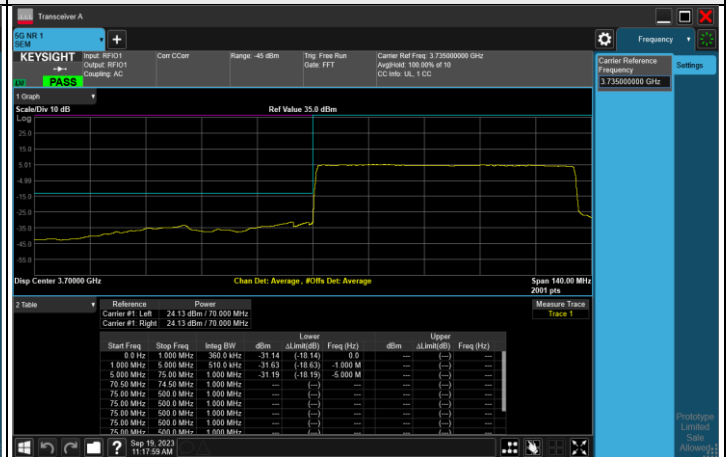 Transceiver A
5G NR 1
SEM
Frequency
KEYSIGHT
PASS
Input: RFIO1
Output: RFIO1
Coupling: AC
Corr CCorr
Range: -45 dBm
Trig: Free Run
Gate: FFT
Carrier Ref Freq: 3.735000000 GHz
Avg|Hold: 100.00% of 10
CC Info: UL, 1 CC
Carrier Reference
Frequency
3.735000000 GHz
Settings
1 Graph
Scale/Div 10 dB
Ref Value 35.0 dBm
Log
25.0
15.0
5.01
-4.99
-15.0
-25.0
-35.0
-45.0
-55.0
Disp Center 3.70000 GHz
Chan Det: Average , #Offs Det: Average
Span 140.00 MHz
2001 pts
2 Table
Reference Power
Carrier #1: Left 24.13 dBm / 70.000 MHz
Carrier #1: Right 24.13 dBm / 70.000 MHz
Measure Trace
Trace 1
Lower Upper
Start Freq Stop Freq Integ BW dBm ΔLimit(dB) Freq (Hz) dBm ΔLimit(dB) Freq (Hz)
0.0 Hz 1.000 MHz 360.0 kHz -31.14 (-18.14) 0.0 --- (---) ---
1.000 MHz 5.000 MHz 510.0 kHz -31.63 (-18.63) -1.000 M --- (---) ---
5.000 MHz 75.00 MHz 1.000 MHz -31.19 (-18.19) -5.000 M --- (---) ---
70.50 MHz 74.50 MHz 1.000 MHz --- (---) --- --- (---) ---
75.00 MHz 500.0 MHz 1.000 MHz --- (---) --- --- (---) ---
75.00 MHz 500.0 MHz 1.000 MHz --- (---) --- --- (---) ---
75.00 MHz 500.0 MHz 1.000 MHz --- (---) --- --- (---) ---
75.00 MHz 500.0 MHz 1.000 MHz --- (---) --- --- (---) ---
Prototype
Limited
Sale
Allowed
?
Sep 19, 2023
11:17:59 AM